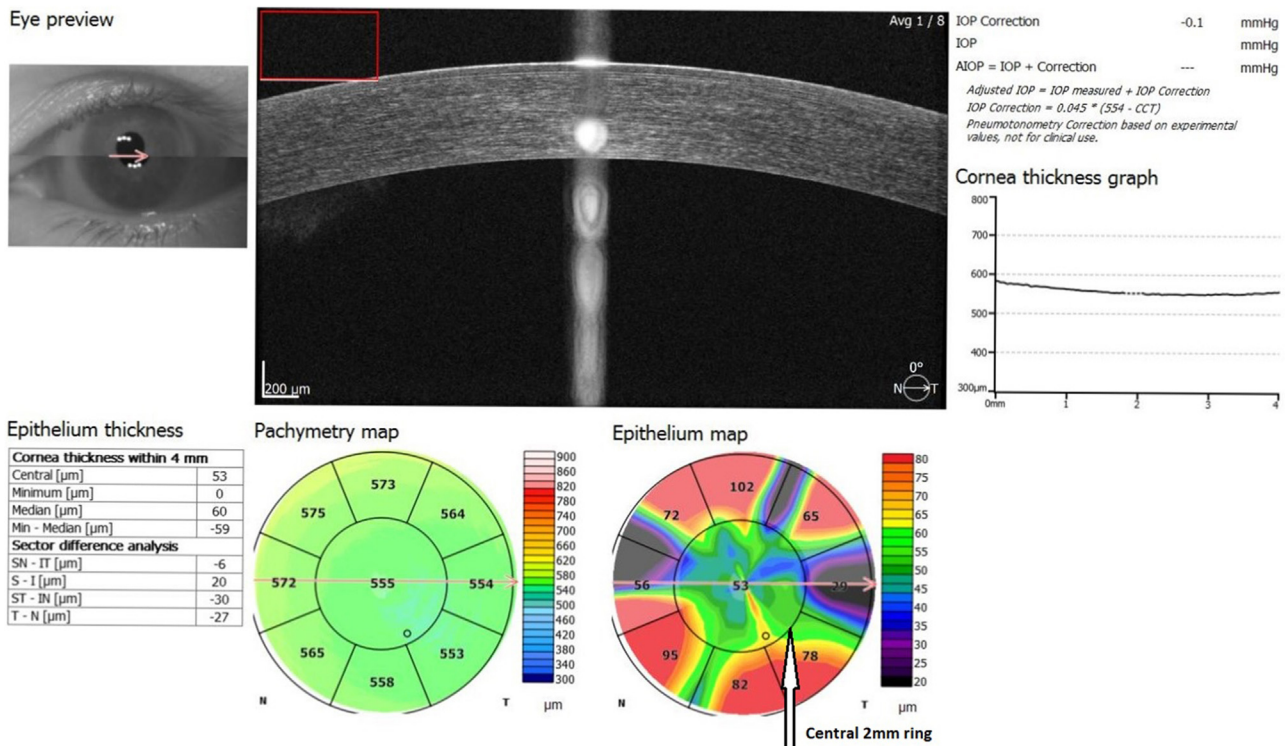 Eye preview
Avg 1 / 8
200 µm
0°
N T
IOP Correction -0.1 mmHg
IOP mmHg
AIOP = IOP + Correction --- mmHg
Adjusted IOP = IOP measured + IOP Correction
IOP Correction = 0.045 * (554 - CCT)
Pneumotonometry Correction based on experimental
values, not for clinical use.
Cornea thickness graph
800
700
600
500
400
300µm
0mm 1 2 3 4
Epithelium thickness
Cornea thickness within 4 mm
Central [µm] 53
Minimum [µm] 0
Median [µm] 60
Min - Median [µm] -59
Sector difference analysis
SN - IT [µm] -6
S - I [µm] 20
ST - IN [µm] -30
T - N [µm] -27
Pachymetry map
573
575 564
572 555 554
565 553
558
N T
900
860
820
780
740
700
660
620
580
540
500
460
420
380
340
300
µm
Epithelium map
102
72 65
56 53 29
95 78
82
N T
80
75
70
65
60
55
50
45
40
35
30
25
20
µm
Central 2mm ring